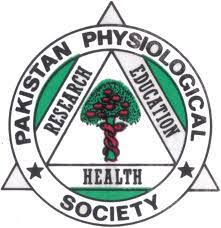 PAKISTAN PHYSIOLOGICAL
SOCIETY
RESEARCH
EDUCATION
HEALTH